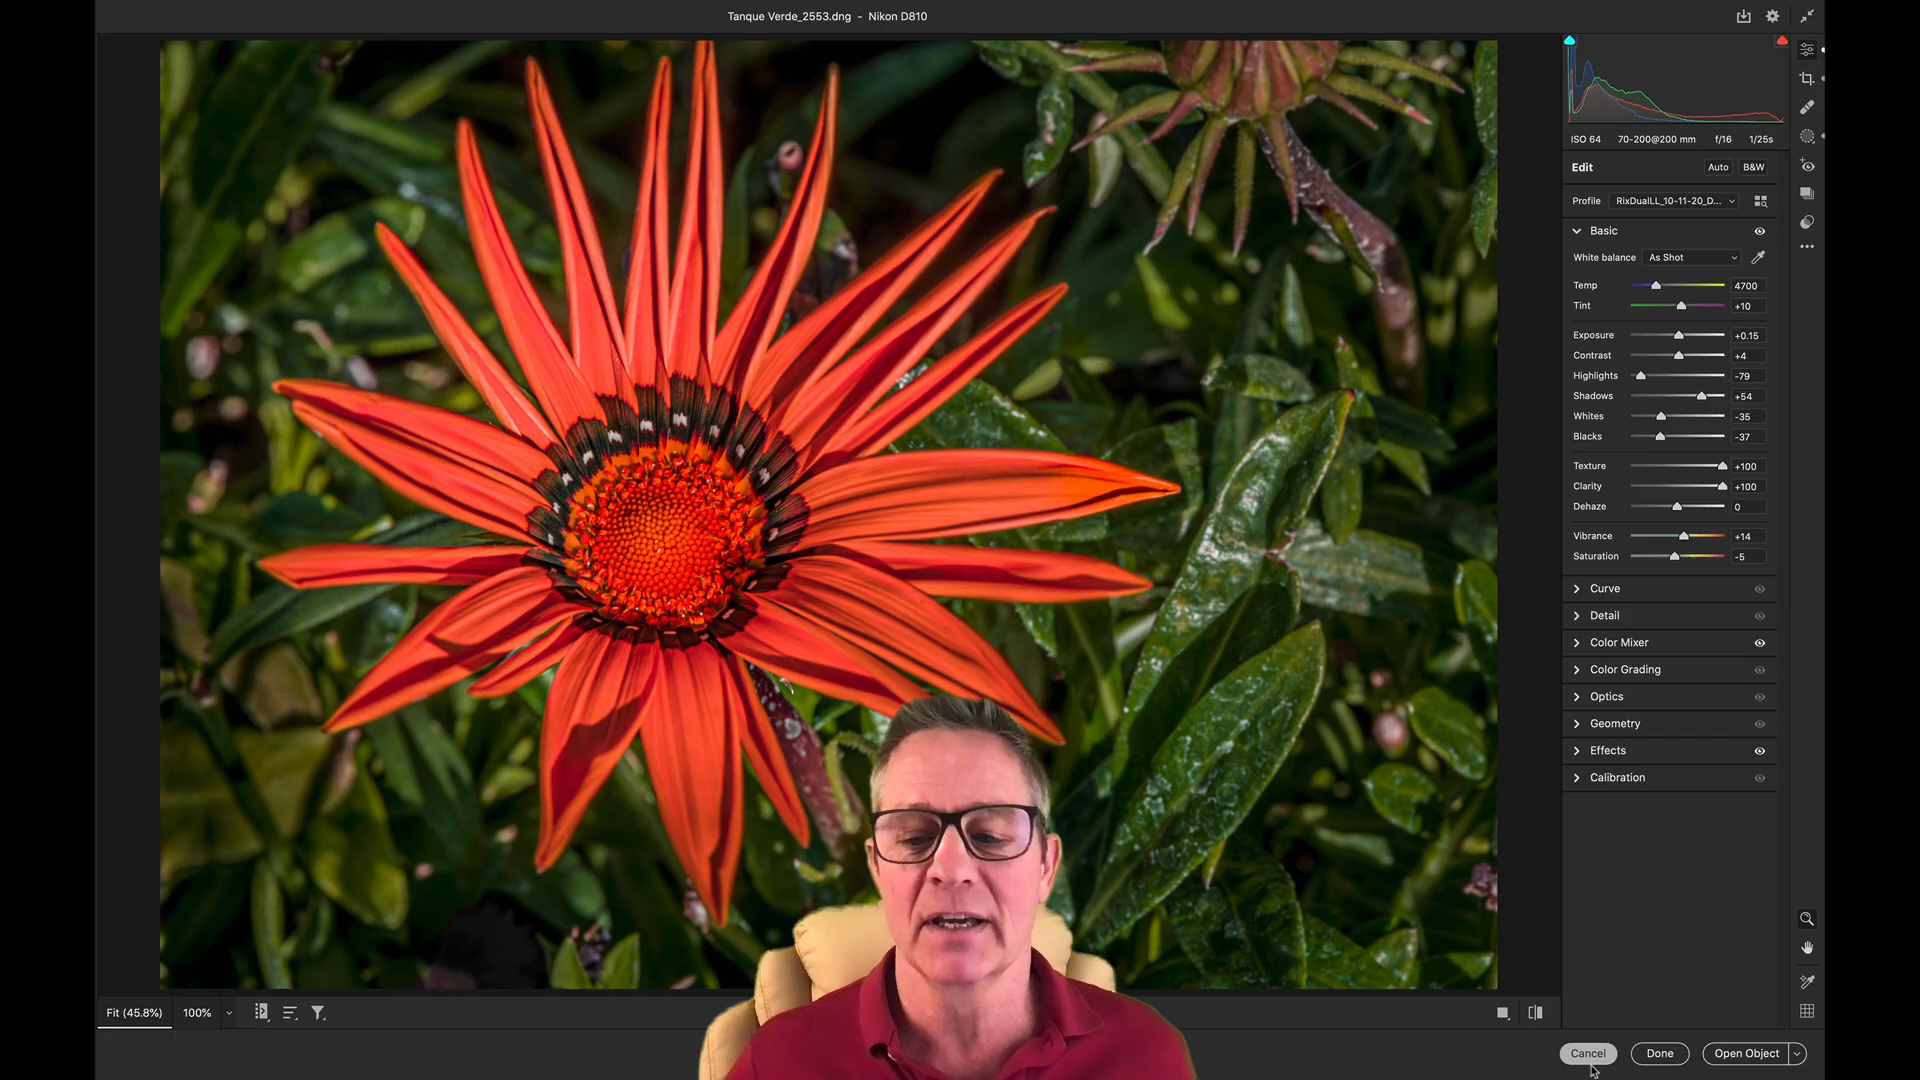 Tanque Verde_2553.dng - Nikon D810
ISO 64 70-200@200 mm f/16 1/25s
Edit Auto B&W
Profile RixDualLL_10-11-20_D...
Basic
White balance As Shot
Temp 4700
Tint +10
Exposure +0.15
Contrast +4
Highlights -79
Shadows +54
Whites -35
Blacks -37
Texture +100
Clarity +100
Dehaze 0
Vibrance +14
Saturation -5
Curve
Detail
Color Mixer
Color Grading
Optics
Geometry
Effects
Calibration
Fit (45.8%) 100%
Cancel Done Open Object